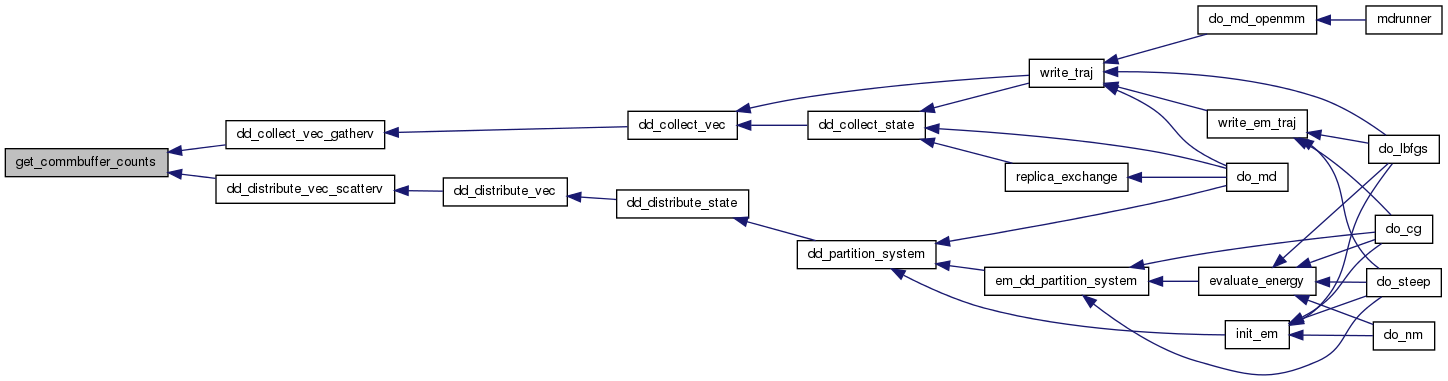 do_md_openmm
mdrunner
write_traj
dd_collect_vec
dd_collect_state
write_em_traj
dd_collect_vec_gatherv
do_lbfgs
get_commbuffer_counts
replica_exchange
do_md
dd_distribute_vec_scatterv
dd_distribute_vec
dd_distribute_state
do_cg
dd_partition_system
em_dd_partition_system
evaluate_energy
do_steep
init_em
do_nm